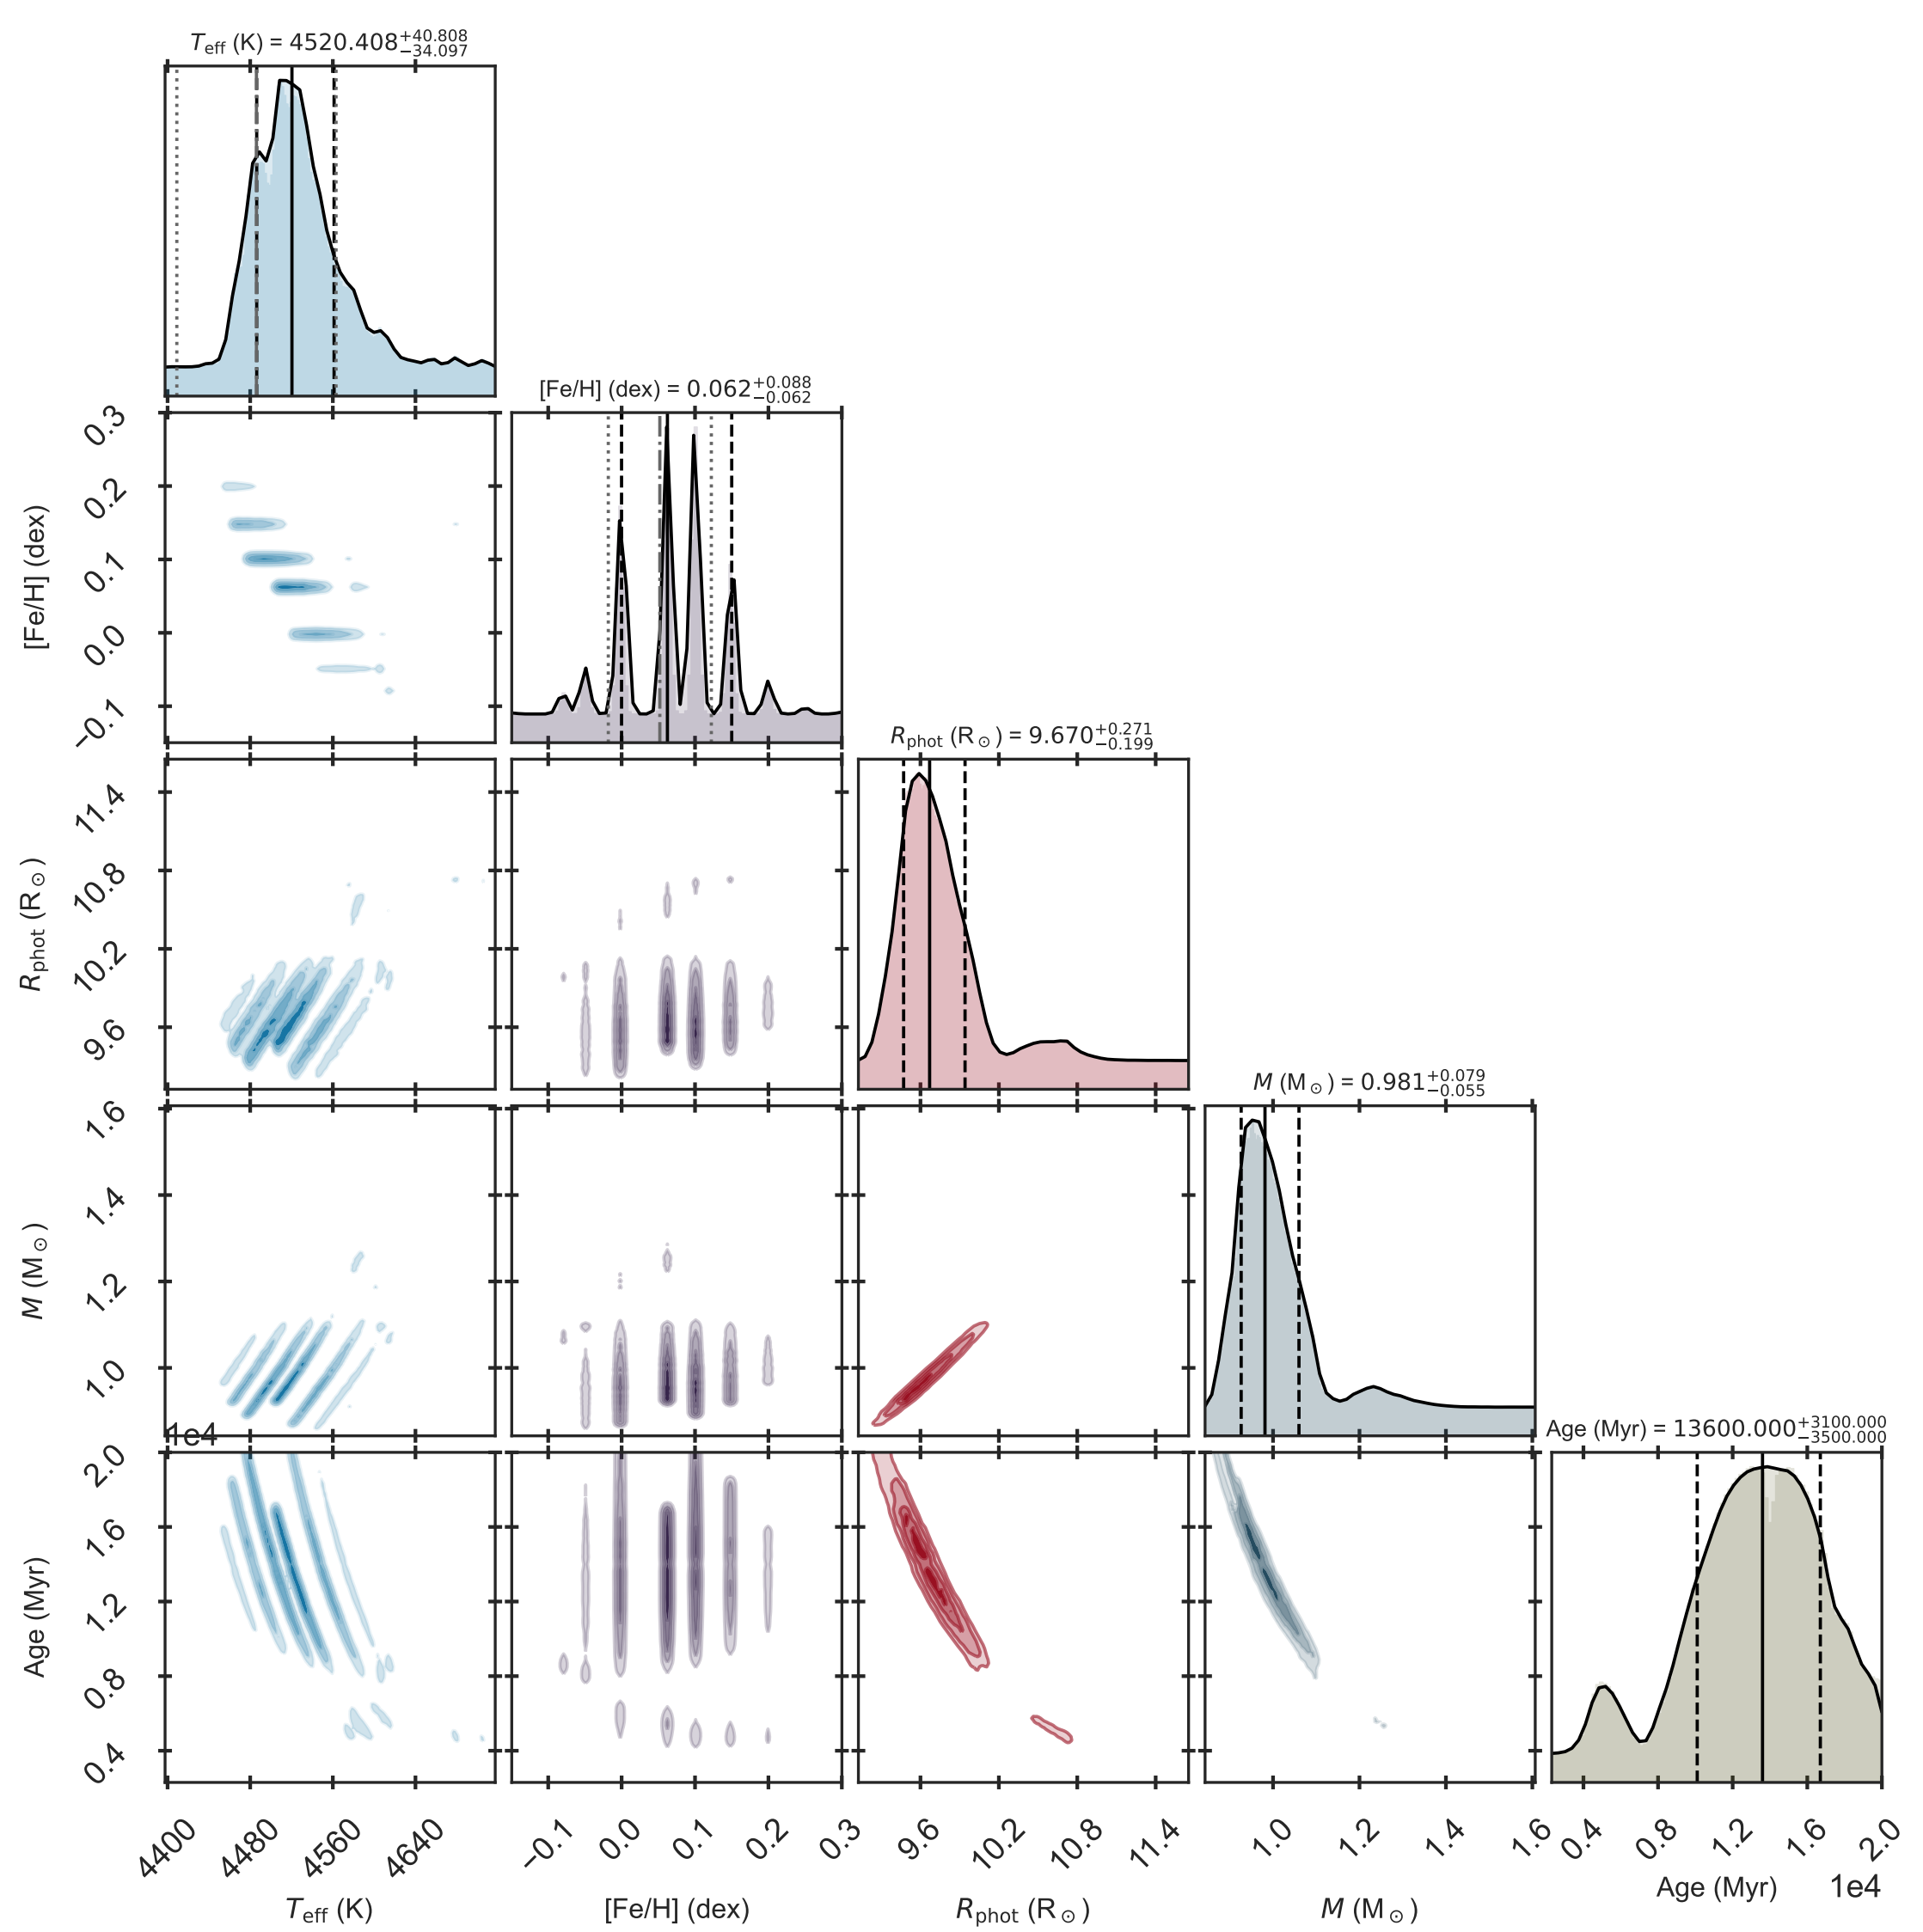 T_eff (K) = 4520.408 +40.808 −34.097
[Fe/H] (dex) = 0.062 +0.088 −0.062
[Fe/H] (dex)
0.3
0.2
0.1
0.0
−0.1
R_phot (R⊙) = 9.670 +0.271 −0.199
R_phot (R⊙)
11.4
10.8
10.2
9.6
M (M⊙) = 0.981 +0.079 −0.055
M (M⊙)
1.6
1.4
1.2
1.0
1e4
Age (Myr) = 13600.000 +3100.000 −3500.000
Age (Myr)
2.0
1.6
1.2
0.8
0.4
4400 4480 4560 4640
−0.1 0.0 0.1 0.2 0.3
9.6 10.2 10.8 11.4
1.0 1.2 1.4 1.6
0.4 0.8 1.2 1.6 2.0
Age (Myr) 1e4
T_eff (K) [Fe/H] (dex) R_phot (R⊙) M (M⊙)